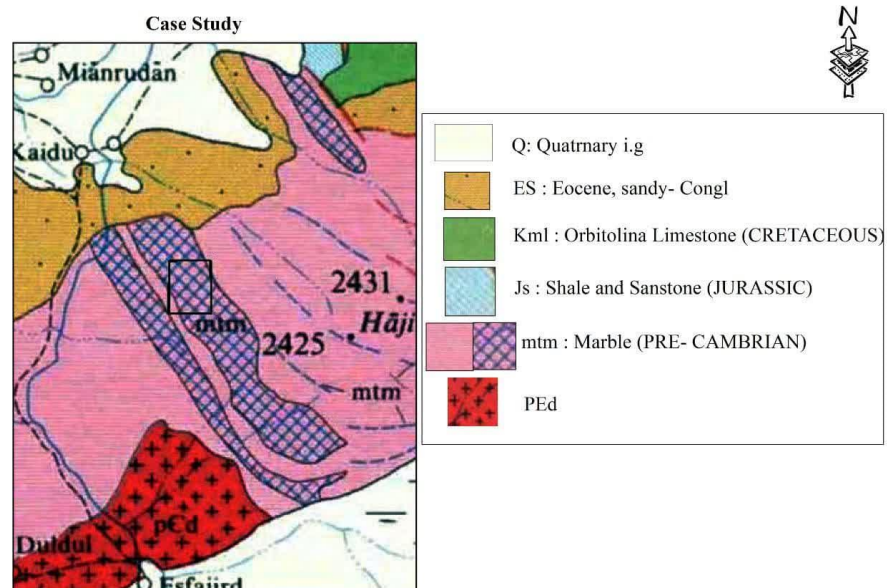 Case Study
N
Miānrudān
Kaidu
2431
Hāji
mtm
2425
mtm
pЄd
Duldul
Esfajird
Q: Quatrnary i.g
ES : Eocene, sandy- Congl
Kml : Orbitolina Limestone (CRETACEOUS)
Js : Shale and Sanstone (JURASSIC)
mtm : Marble (PRE- CAMBRIAN)
PEd